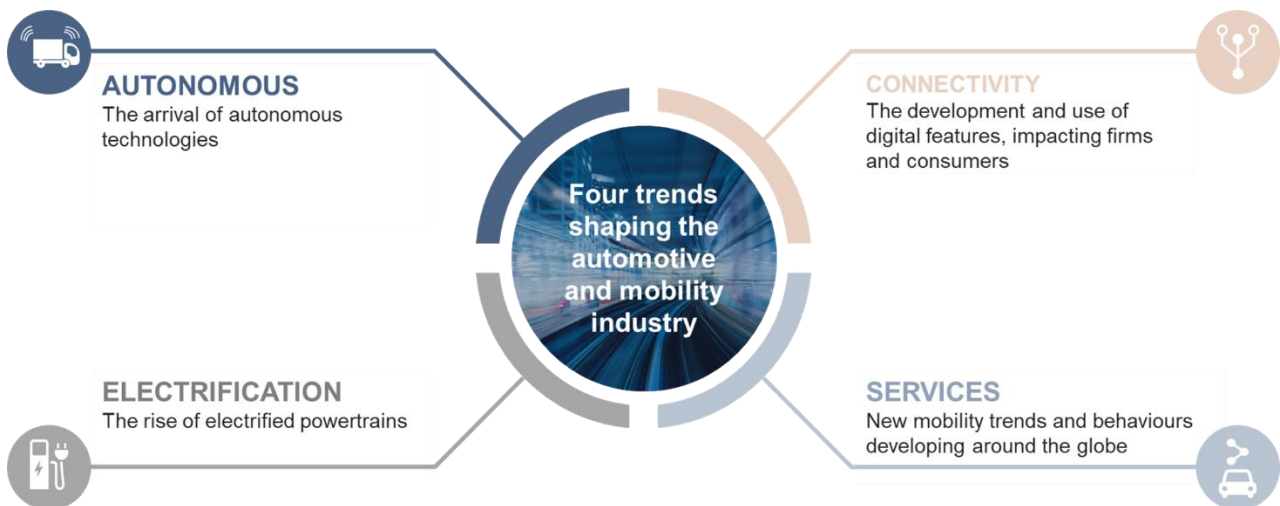 AUTONOMOUS
The arrival of autonomous
technologies
CONNECTIVITY
The development and use of
digital features, impacting firms
and consumers
Four trends
shaping the
automotive
and mobility
industry
ELECTRIFICATION
The rise of electrified powertrains
SERVICES
New mobility trends and behaviours
developing around the globe